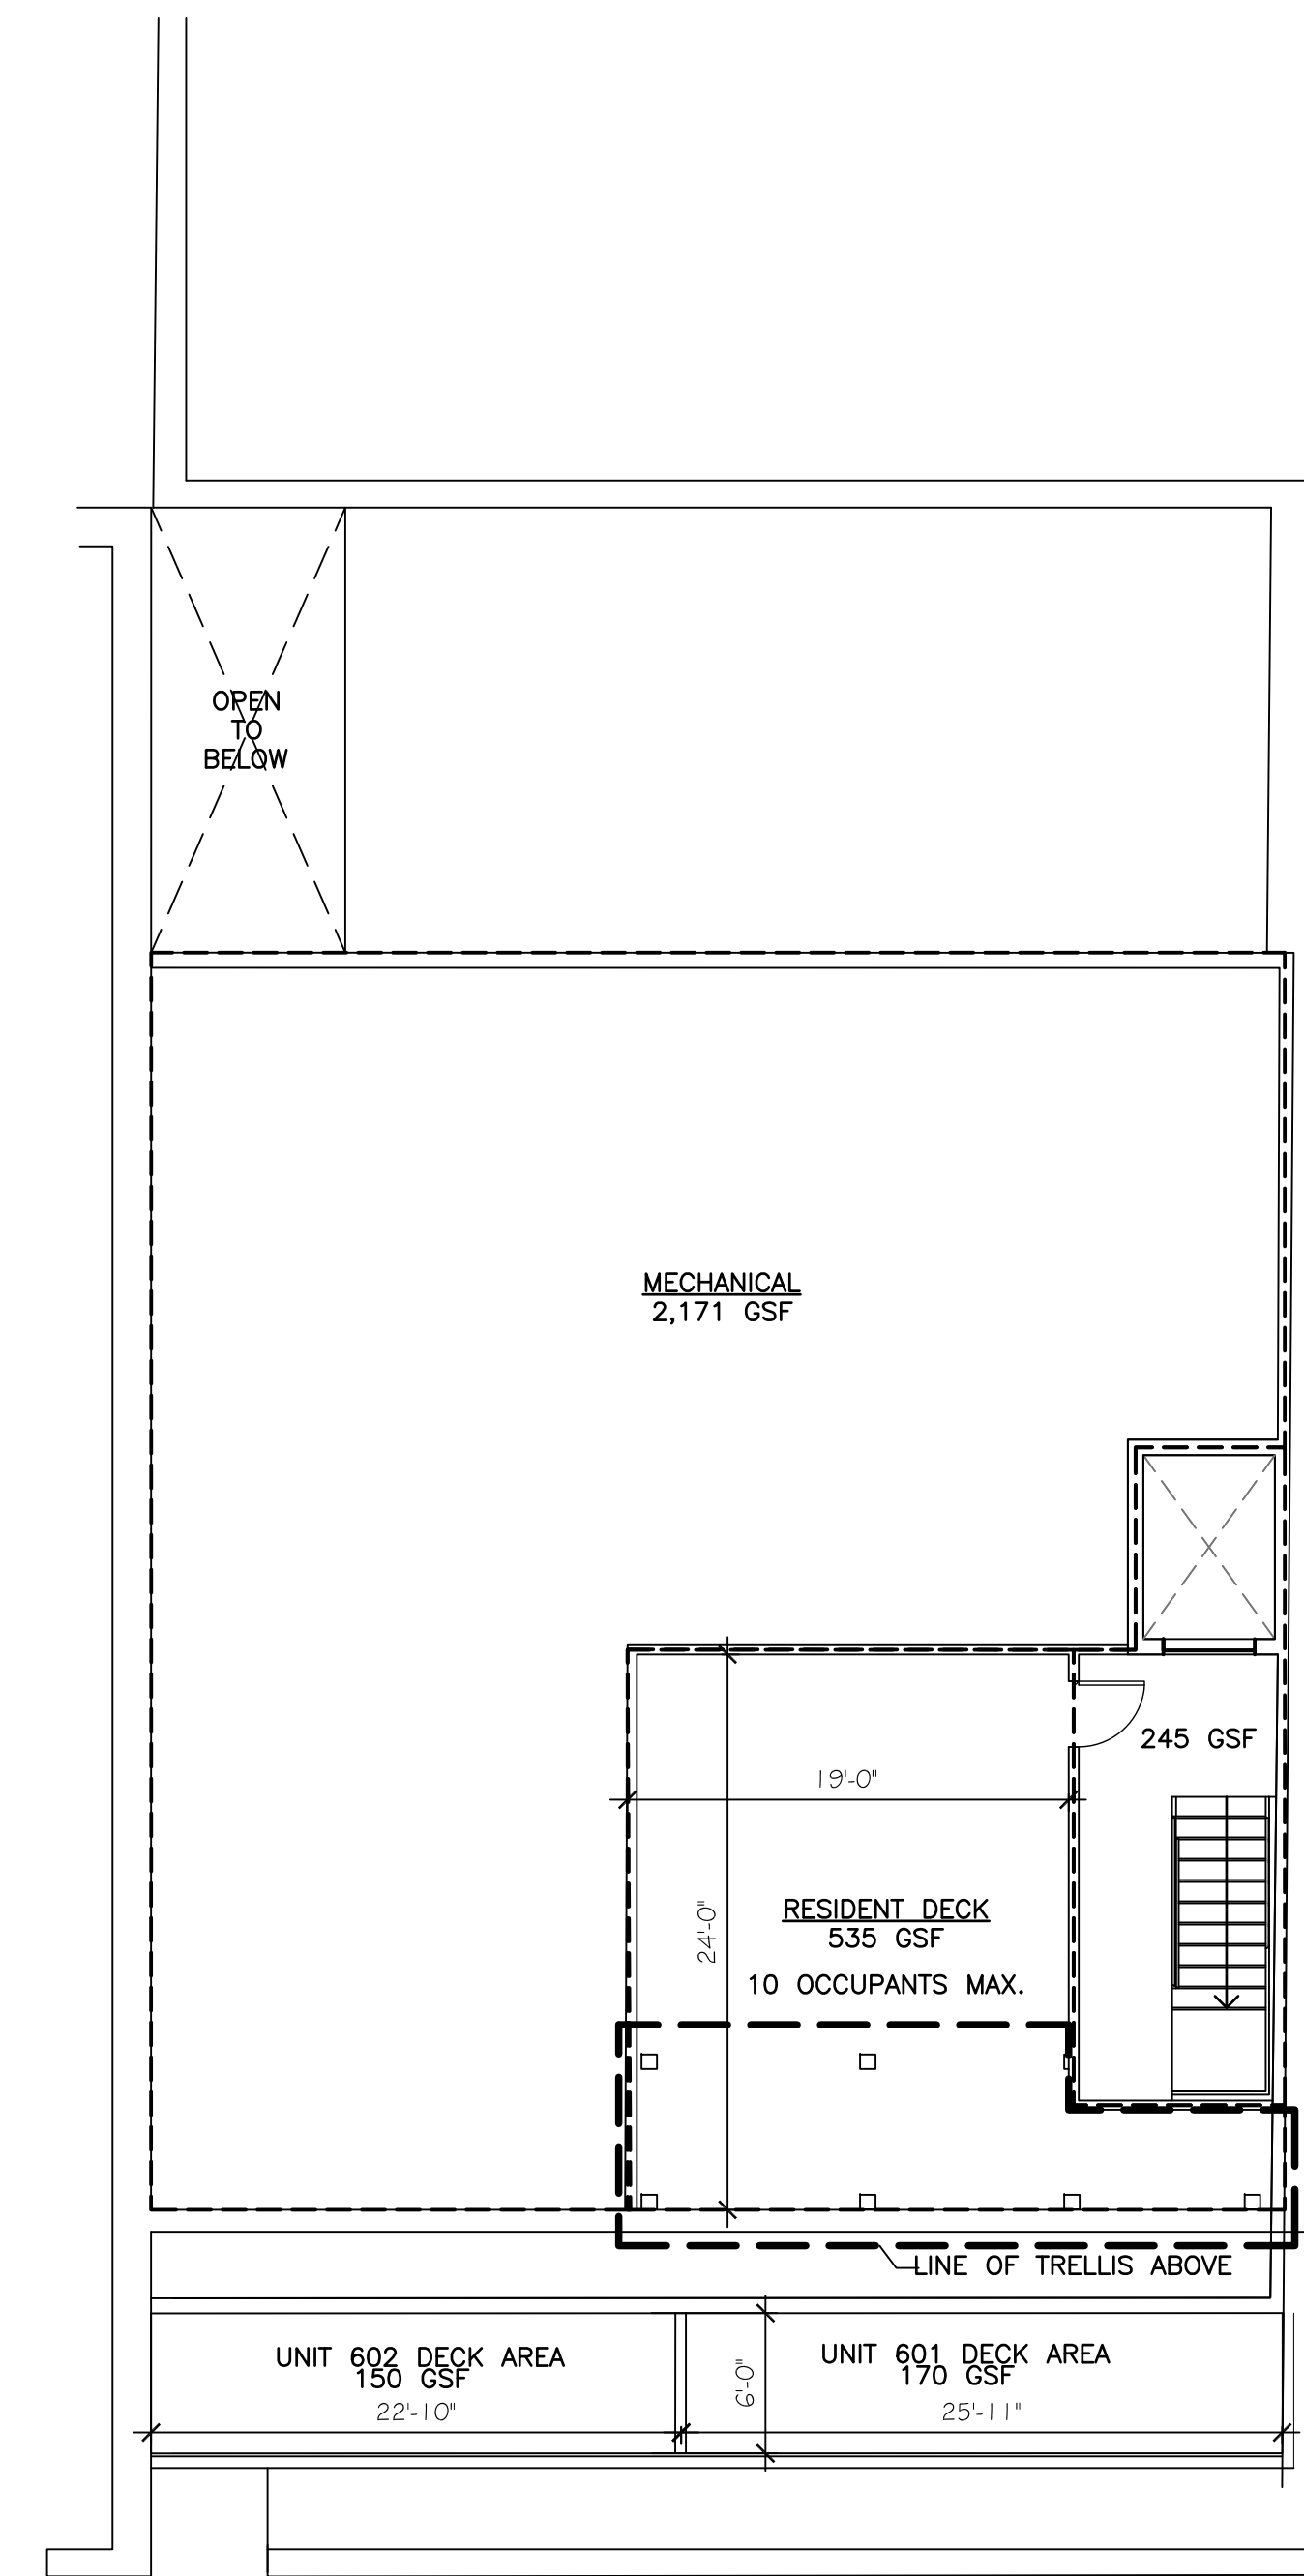 OPEN
TO
BELOW
MECHANICAL
2,171 GSF
245 GSF
19'-0"
24'-0"
RESIDENT DECK
535 GSF
10 OCCUPANTS MAX.
LINE OF TRELLIS ABOVE
UNIT 602 DECK AREA
150 GSF
22'-10"
6'-0"
UNIT 601 DECK AREA
170 GSF
25'-11"